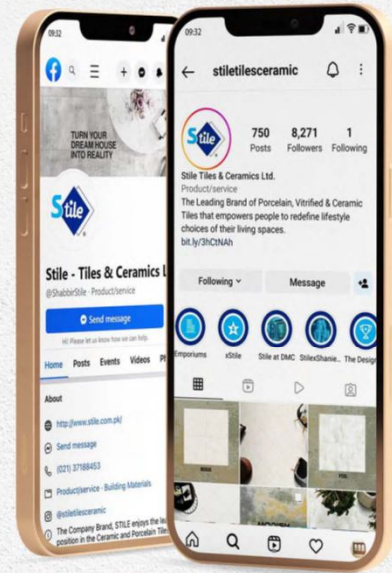 09:32
TURN YOUR
DREAM HOUSE
INTO REALITY
Stile
Stile - Tiles & Ceramics L
@ShabbirStile · Product/service
Send message
Hi! Please let us know how we can help.
Home Posts Events Videos Ph
About
http://www.stile.com.pk/
Send message
(021) 37188453
Product/service · Building Materials
@stiletilesceramic
The Company Brand, STILE enjoys the lea
position in the Ceramic and Porcelain Tile
09:32
stiletilesceramic
Stile
750 8,271 1
Posts Followers Following
Stile Tiles & Ceramics Ltd.
Product/service
The Leading Brand of Porcelain, Vitrified & Ceramic
Tiles that empowers people to redefine lifestyle
choices of their living spaces.
bit.ly/3hCtNAh
Following Message
Emporiums xStile Stile at DMC StilexShanie... The Design